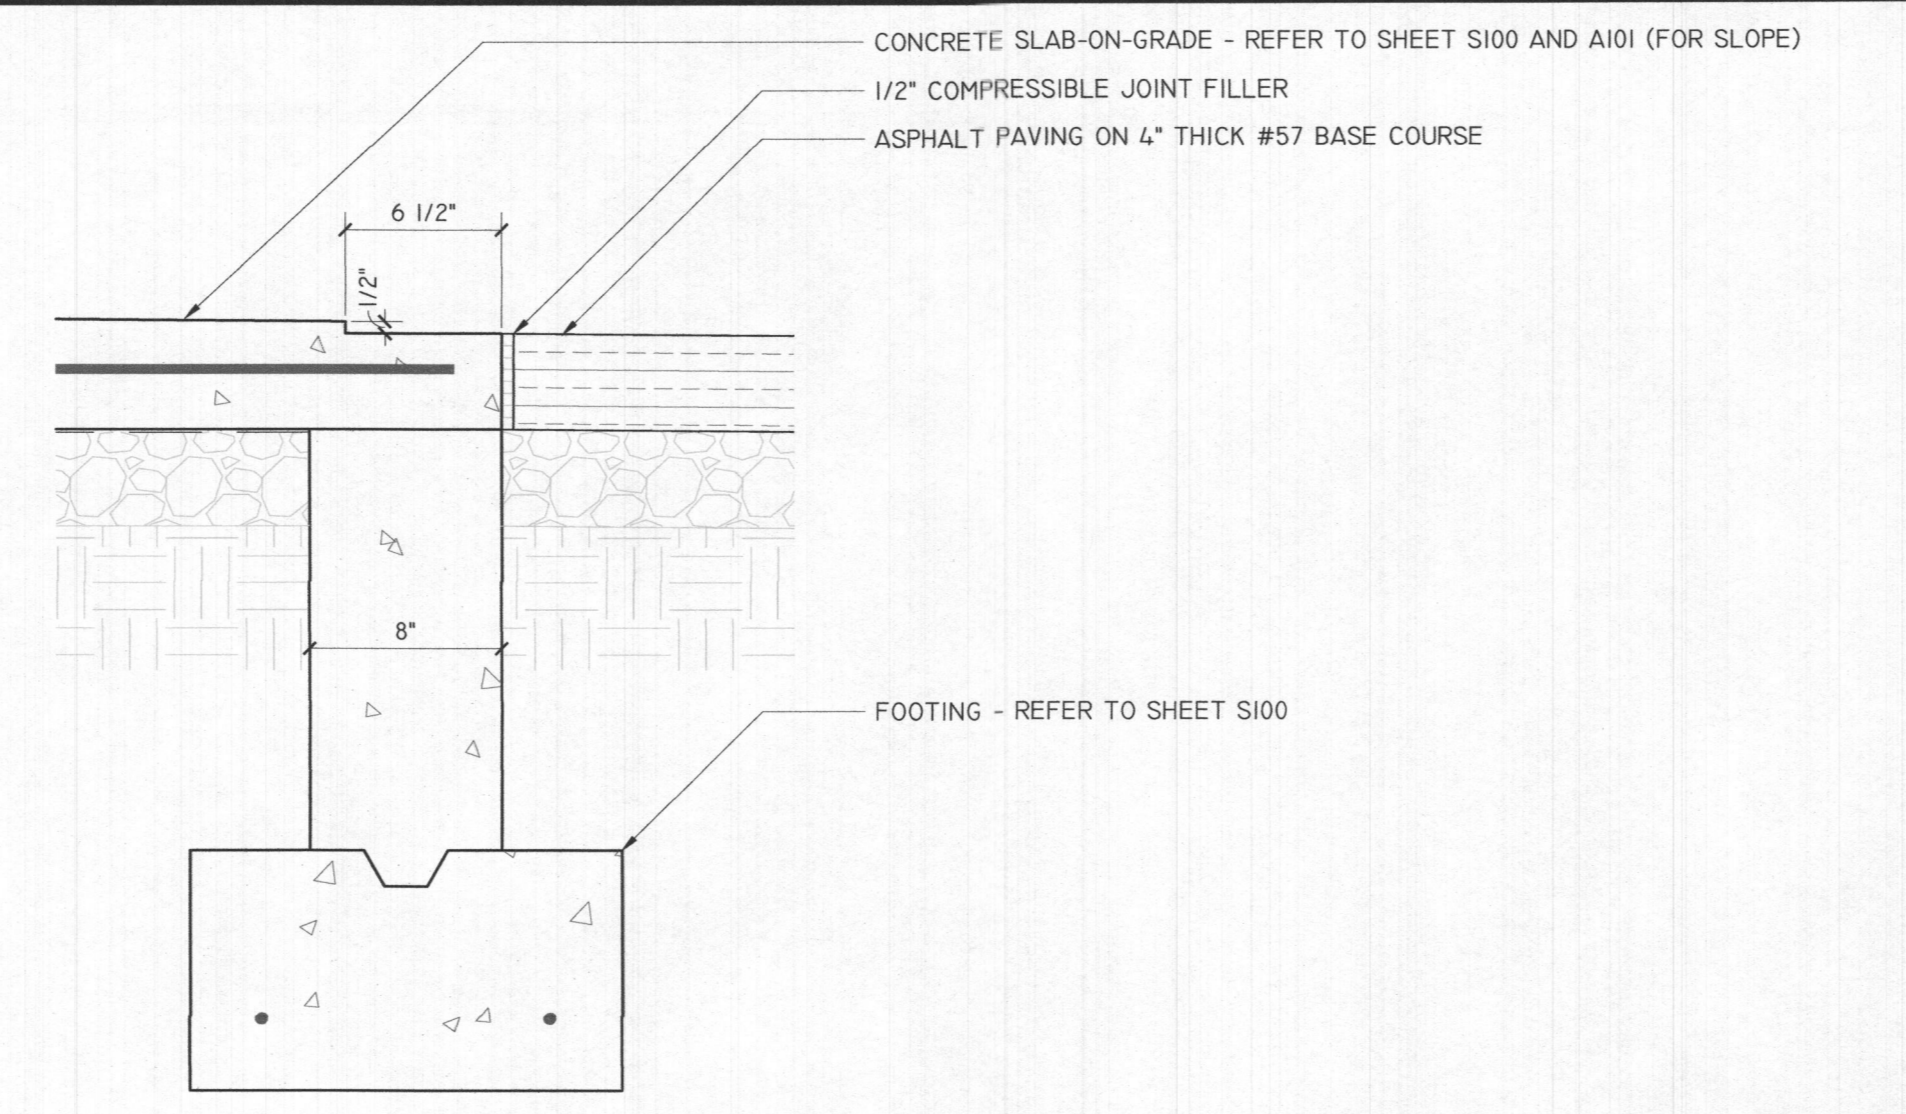 CONCRETE SLAB-ON-GRADE - REFER TO SHEET S100 AND A101 (FOR SLOPE)
1/2" COMPRESSIBLE JOINT FILLER
ASPHALT PAVING ON 4" THICK #57 BASE COURSE
6 1/2"
1/2"
8"
FOOTING - REFER TO SHEET S100